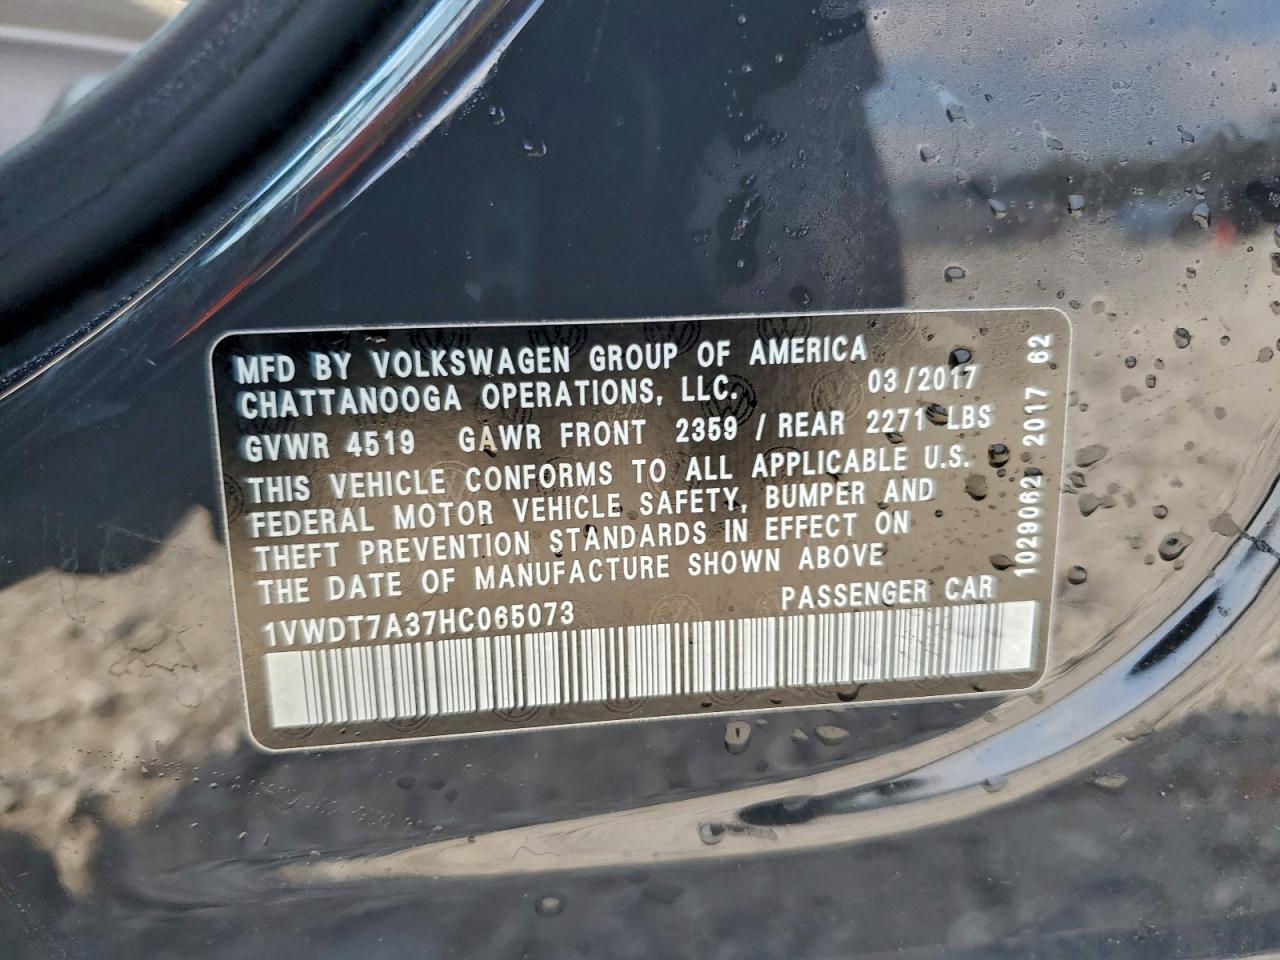 MFD BY VOLKSWAGEN GROUP OF AMERICA
CHATTANOOGA OPERATIONS, LLC. 03/2017
GVWR 4519 GAWR FRONT 2359 / REAR 2271 LBS
THIS VEHICLE CONFORMS TO ALL APPLICABLE U.S.
FEDERAL MOTOR VEHICLE SAFETY, BUMPER AND
THEFT PREVENTION STANDARDS IN EFFECT ON
THE DATE OF MANUFACTURE SHOWN ABOVE
1VWDT7A37HC065073 PASSENGER CAR
1029062 2017 62